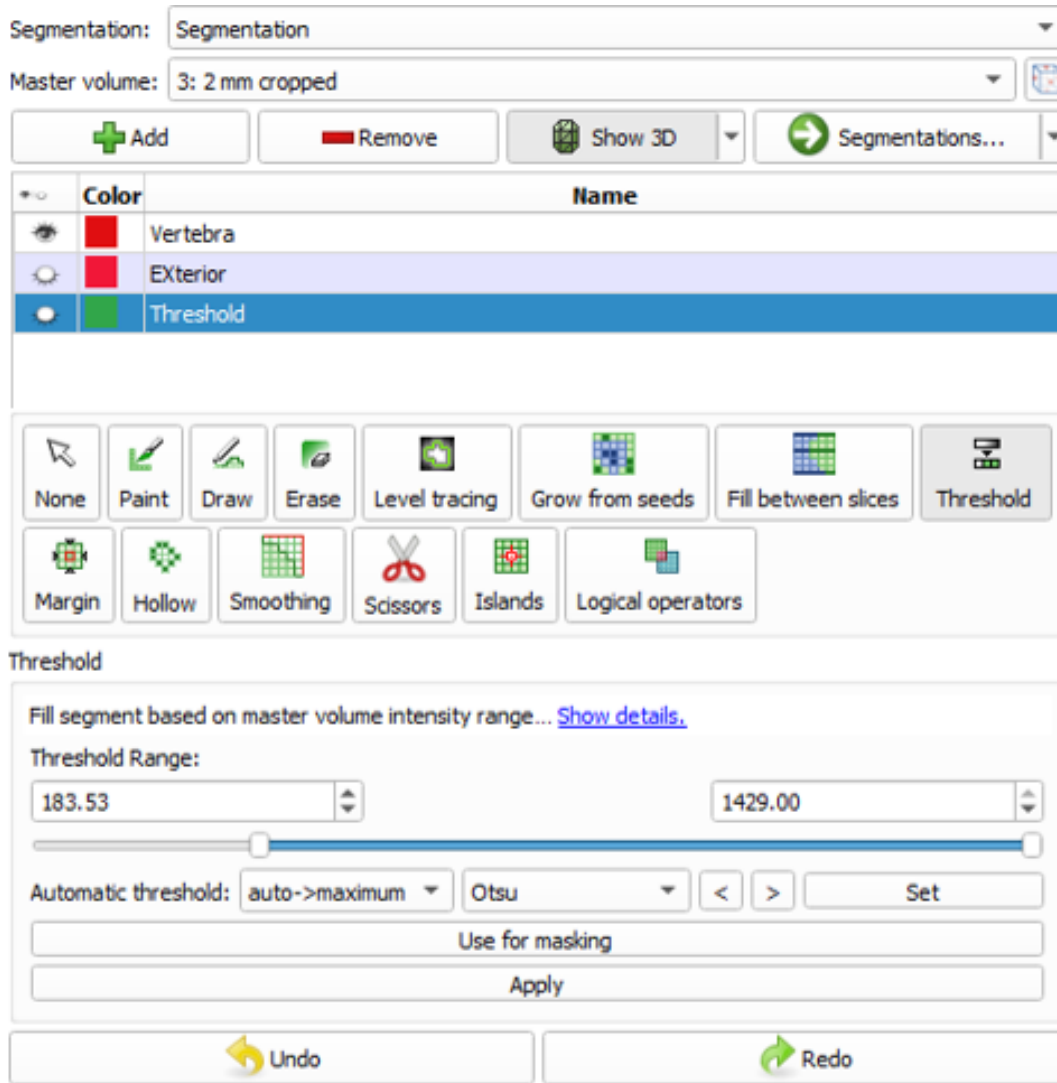 Segmentation: Segmentation
Master volume: 3: 2 mm cropped
Add Remove Show 3D Segmentations...
Color Name
Vertebra
EXterior
Threshold
None Paint Draw Erase Level tracing Grow from seeds Fill between slices Threshold
Margin Hollow Smoothing Scissors Islands Logical operators
Threshold
Fill segment based on master volume intensity range... Show details.
Threshold Range:
183.53 1429.00
Automatic threshold: auto->maximum Otsu < > Set
Use for masking
Apply
Undo Redo